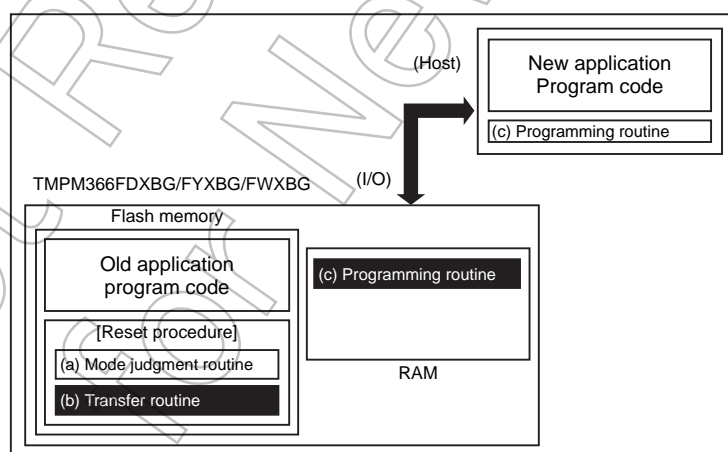 (Host)
New application
Program code
(c) Programming routine
(I/O)
TMPM366FDXBG/FYXBG/FWXBG
Flash memory
Old application
program code
[Reset procedure]
(a) Mode judgment routine
(b) Transfer routine
(c) Programming routine
RAM